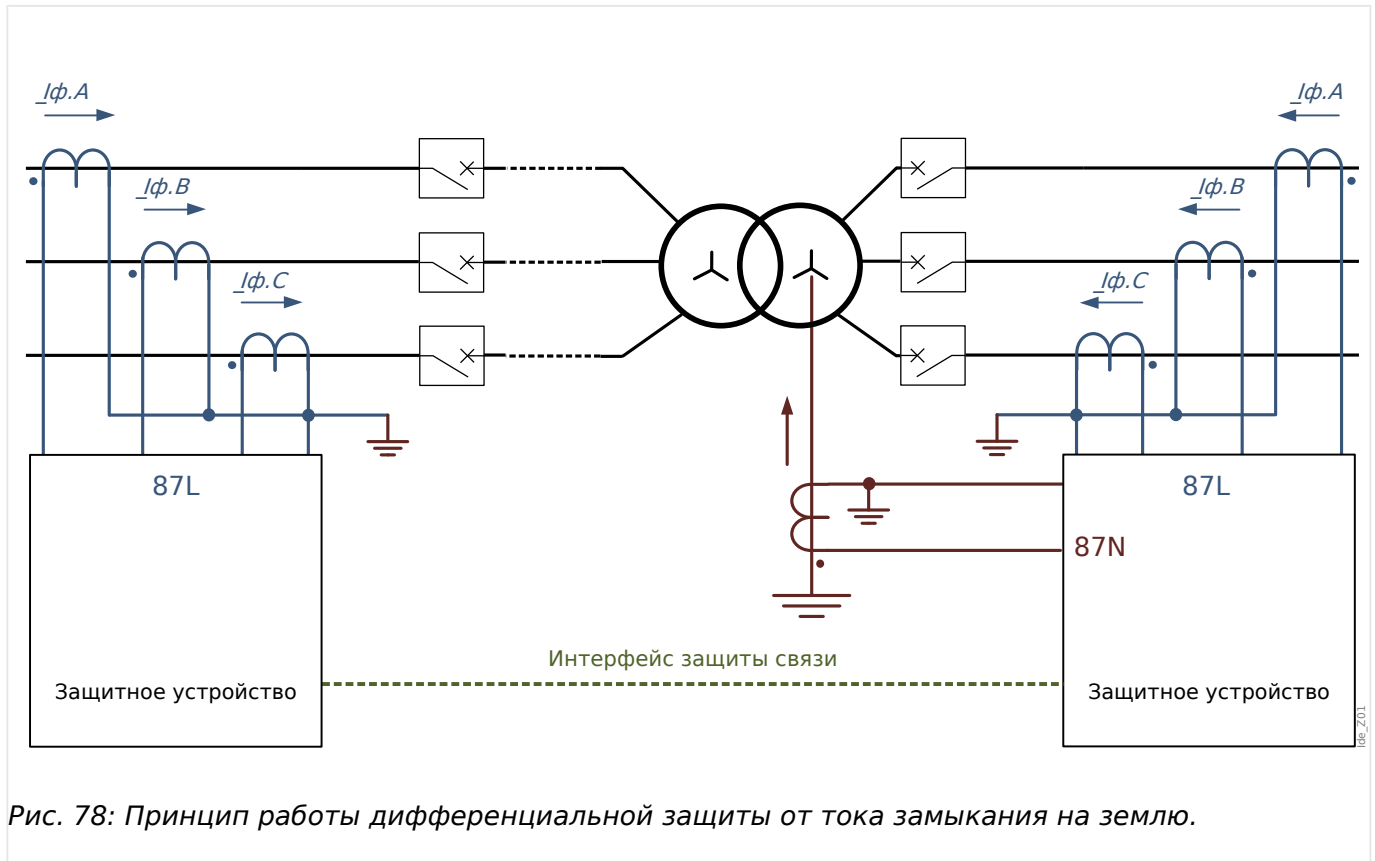 _Iф.A
_Iф.A
_Iф.B
_Iф.B
_Iф.C
_Iф.C
87L
87L
87N
Интерфейс защиты связи
Защитное устройство
Защитное устройство
Ide_Z01
Рис. 78: Принцип работы дифференциальной защиты от тока замыкания на землю.